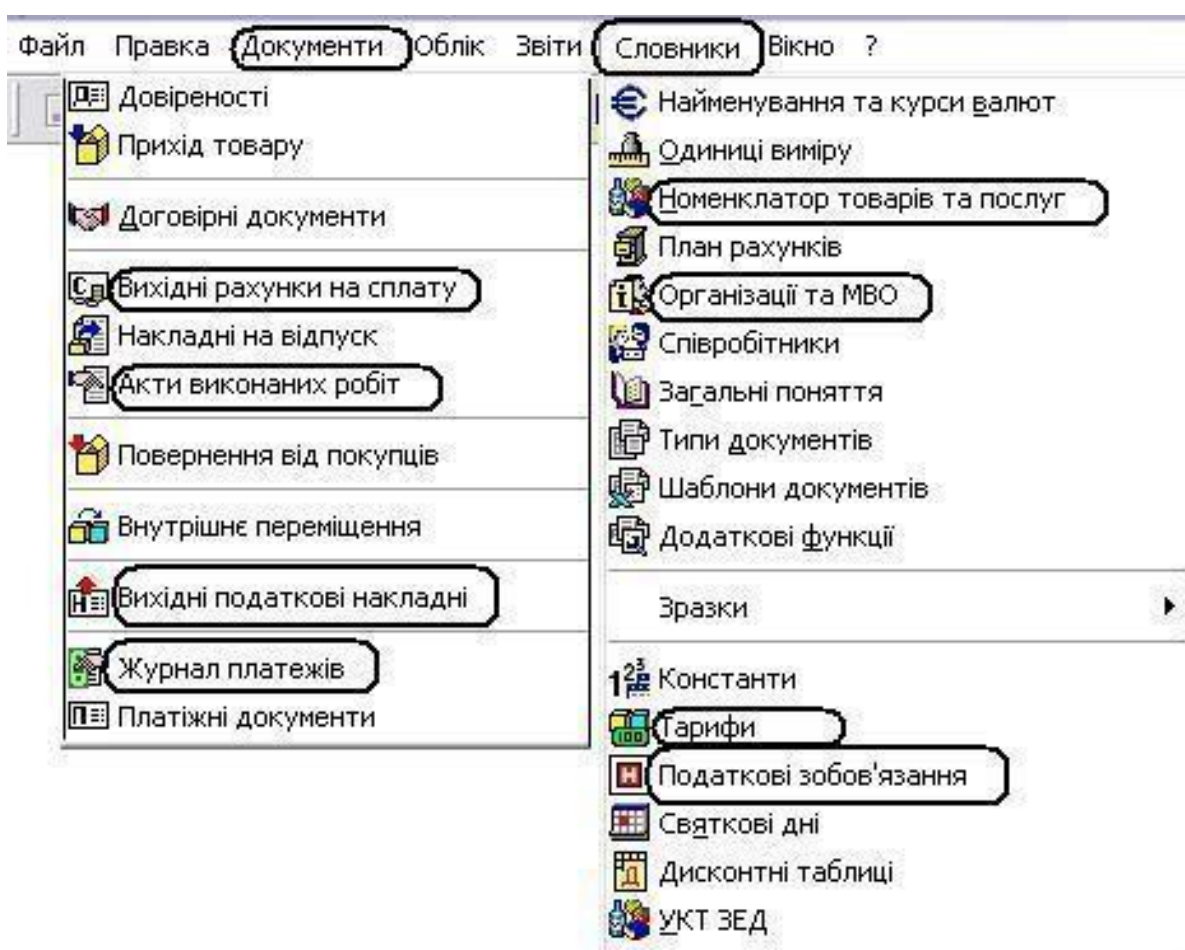 Файл Правка Документи Облік Звіти Словники Вікно ?
Довіреності
Прихід товару
Договірні документи
Вихідні рахунки на сплату
Накладні на відпуск
Акти виконаних робіт
Повернення від покупців
Внутрішнє переміщення
Вихідні податкові накладні
Журнал платежів
Платіжні документи
Найменування та курси валют
Одиниці виміру
Номенклатор товарів та послуг
План рахунків
Організації та МВО
Співробітники
Загальні поняття
Типи документів
Шаблони документів
Додаткові функції
Зразки
Константи
Тарифи
Податкові зобов'язання
Святкові дні
Дисконтні таблиці
УКТ ЗЕД